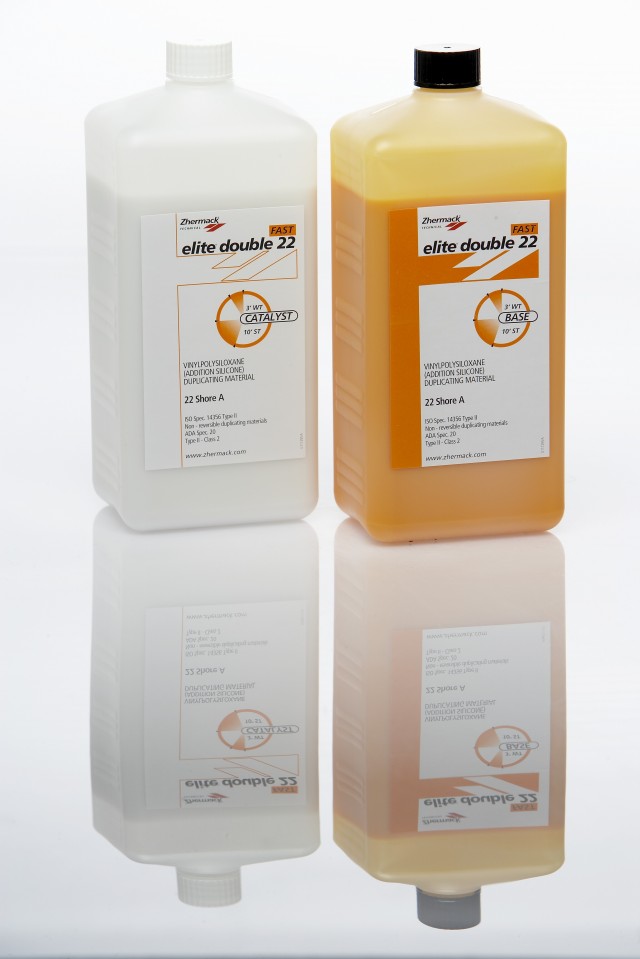 Zhermack
TECHNICAL
FAST
elite double 22
3' WT
CATALYST
10' ST
VINYLPOLYSILOXANE
(ADDITION SILICONE)
DUPLICATING MATERIAL
22 Shore A
ISO Spec. 14356 Type II
Non - reversible duplicating materials
ADA Spec. 20
Type II - Class 2
www.zhermack.com
Zhermack
TECHNICAL
FAST
elite double 22
3' WT
BASE
10' ST
VINYLPOLYSILOXANE
(ADDITION SILICONE)
DUPLICATING MATERIAL
22 Shore A
ISO Spec. 14356 Type II
Non - reversible duplicating materials
ADA Spec. 20
Type II - Class 2
www.zhermack.com